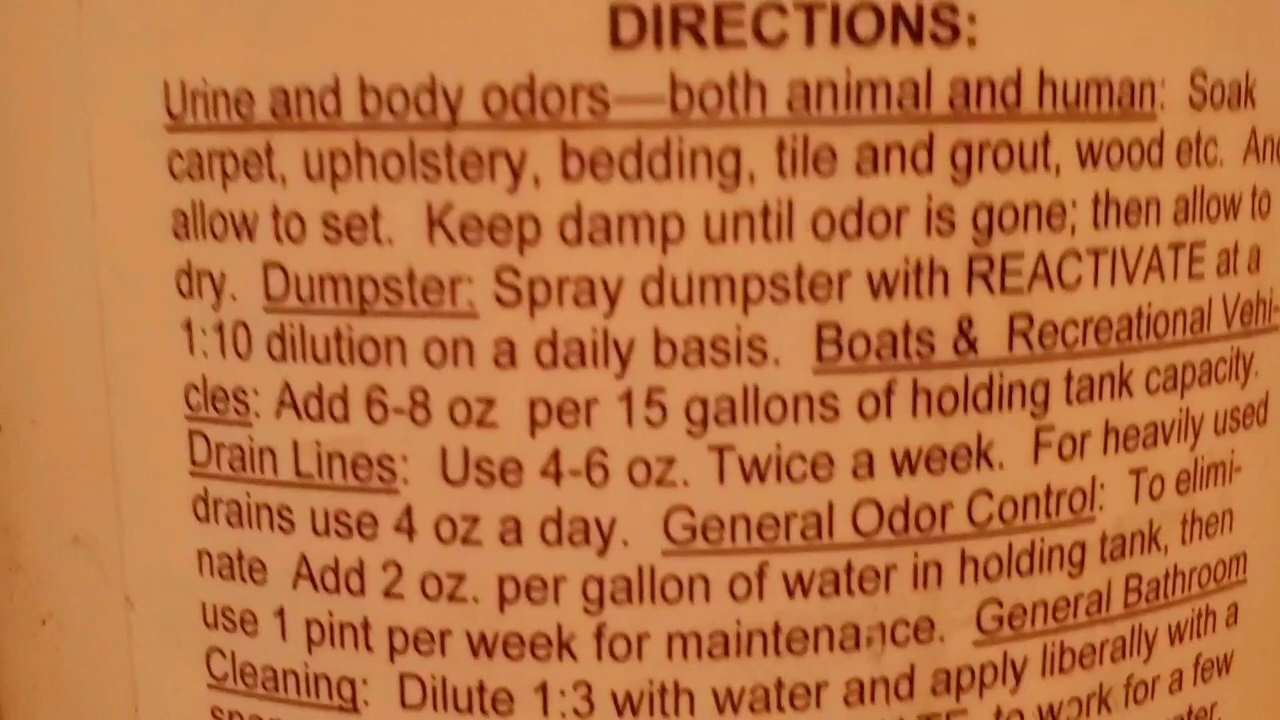 DIRECTIONS:
Urine and body odors—both animal and human: Soak
carpet, upholstery, bedding, tile and grout, wood etc. And
allow to set. Keep damp until odor is gone; then allow to
dry. Dumpster: Spray dumpster with REACTIVATE at a
1:10 dilution on a daily basis. Boats & Recreational Vehi-
cles: Add 6-8 oz per 15 gallons of holding tank capacity.
Drain Lines: Use 4-6 oz. Twice a week. For heavily used
drains use 4 oz a day. General Odor Control: To elimi-
nate Add 2 oz. per gallon of water in holding tank, then
use 1 pint per week for maintenance. General Bathroom
Cleaning: Dilute 1:3 with water and apply liberally with a
to work for a few